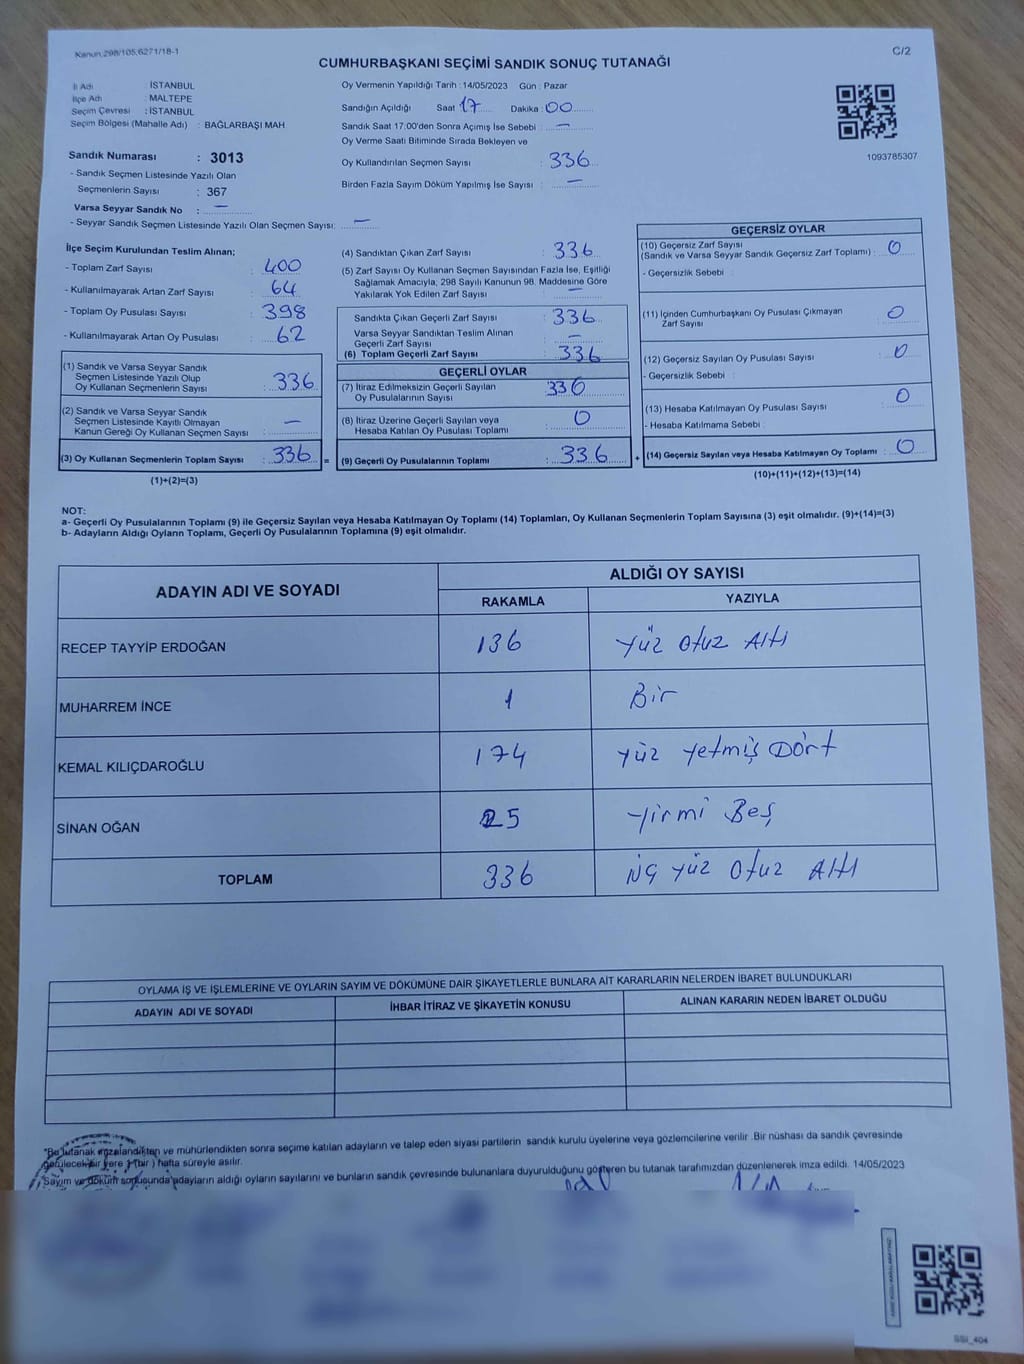 Kanun.298/105,6271/18-1
C/2
CUMHURBAŞKANI SEÇİMİ SANDIK SONUÇ TUTANAĞI
İl Adı : İSTANBUL
İlçe Adı : MALTEPE
Seçim Çevresi : İSTANBUL
Seçim Bölgesi (Mahalle Adı) : BAĞLARBAŞI MAH.
Sandık Numarası : 3013
- Sandık Seçmen Listesinde Yazılı Olan
Seçmenlerin Sayısı : 367
Varsa Seyyar Sandık No : —
- Seyyar Sandık Seçmen Listesinde Yazılı Olan Seçmen Sayısı: —
Oy Vermenin Yapıldığı Tarih : 14/05/2023 Gün : Pazar
Sandığın Açıldığı Saat 17 Dakika : 00
Sandık Saat 17:00'den Sonra Açımış İse Sebebi : —
Oy Verme Saati Bitiminde Sırada Bekleyen ve
Oy Kullandırılan Seçmen Sayısı : 336
Birden Fazla Sayım Döküm Yapılmış İse Sayısı : —
1093785307
İlçe Seçim Kurulundan Teslim Alınan;
- Toplam Zarf Sayısı : 400
- Kullanılmayarak Artan Zarf Sayısı : 64
- Toplam Oy Pusulası Sayısı : 398
- Kullanılmayarak Artan Oy Pusulası : 62
(1) Sandık ve Varsa Seyyar Sandık
Seçmen Listesinde Yazılı Olup
Oy Kullanan Seçmenlerin Sayısı : 336
(2) Sandık ve Varsa Seyyar Sandık
Seçmen Listesinde Kayıtlı Olmayan
Kanun Gereği Oy Kullanan Seçmen Sayısı : —
(3) Oy Kullanan Seçmenlerin Toplam Sayısı : 336 =
(1)+(2)=(3)
(4) Sandıktan Çıkan Zarf Sayısı : 336
(5) Zarf Sayısı Oy Kullanan Seçmen Sayısından Fazla İse, Eşitliği
Sağlamak Amacıyla, 298 Sayılı Kanunun 98. Maddesine Göre
Yakılarak Yok Edilen Zarf Sayısı : —
Sandıkta Çıkan Geçerli Zarf Sayısı : 336
Varsa Seyyar Sandıktan Teslim Alınan
Geçerli Zarf Sayısı : —
(6) Toplam Geçerli Zarf Sayısı : 336
GEÇERLİ OYLAR
(7) İtiraz Edilmeksizin Geçerli Sayılan
Oy Pusulalarının Sayısı : 336
(8) İtiraz Üzerine Geçerli Sayılan veya
Hesaba Katılan Oy Pusulası Toplamı : 0
(9) Geçerli Oy Pusulalarının Toplamı : 336 +
GEÇERSİZ OYLAR
(10) Geçersiz Zarf Sayısı
(Sandık ve Varsa Seyyar Sandık Geçersiz Zarf Toplamı) : 0
- Geçersizlik Sebebi :
(11) İçinden Cumhurbaşkanı Oy Pusulası Çıkmayan
Zarf Sayısı : 0
(12) Geçersiz Sayılan Oy Pusulası Sayısı : 0
- Geçersizlik Sebebi :
(13) Hesaba Katılmayan Oy Pusulası Sayısı : 0
- Hesaba Katılmama Sebebi :
(14) Geçersiz Sayılan veya Hesaba Katılmayan Oy Toplamı : 0
(10)+(11)+(12)+(13)=(14)
NOT:
a- Geçerli Oy Pusulalarının Toplamı (9) ile Geçersiz Sayılan veya Hesaba Katılmayan Oy Toplamı (14) Toplamları, Oy Kullanan Seçmenlerin Toplam Sayısına (3) eşit olmalıdır. (9)+(14)=(3)
b- Adayların Aldığı Oyların Toplamı, Geçerli Oy Pusulalarının Toplamına (9) eşit olmalıdır.
ADAYIN ADI VE SOYADI ALDIĞI OY SAYISI
RAKAMLA YAZIYLA
RECEP TAYYİP ERDOĞAN 136 Yüz Otuz Altı
MUHARREM İNCE 1 Bir
KEMAL KILIÇDAROĞLU 174 Yüz Yetmiş Dört
SİNAN OĞAN 25 Yirmi Beş
TOPLAM 336 üç yüz Otuz Altı
OYLAMA İŞ VE İŞLEMLERİNE VE OYLARIN SAYIM VE DÖKÜMÜNE DAİR ŞİKAYETLERLE BUNLARA AİT KARARLARIN NELERDEN İBARET BULUNDUKLARI
ADAYIN ADI VE SOYADI İHBAR İTİRAZ VE ŞİKAYETİN KONUSU ALINAN KARARIN NEDEN İBARET OLDUĞU
*Bu tutanak imzalandıktan ve mühürlendikten sonra seçime katılan adayların ve talep eden siyasi partilerin sandık kurulu üyelerine veya gözlemcilerine verilir .Bir nüshası da sandık çevresinde
görülecek bir yere 1 (bir ) hafta süreyle asılır.
Sayım ve döküm sonucunda adayların aldığı oyların sayılarını ve bunların sandık çevresinde bulunanlara duyurulduğunu gösteren bu tutanak tarafımızdan düzenlenerek imza edildi. 14/05/2023
SSI_404